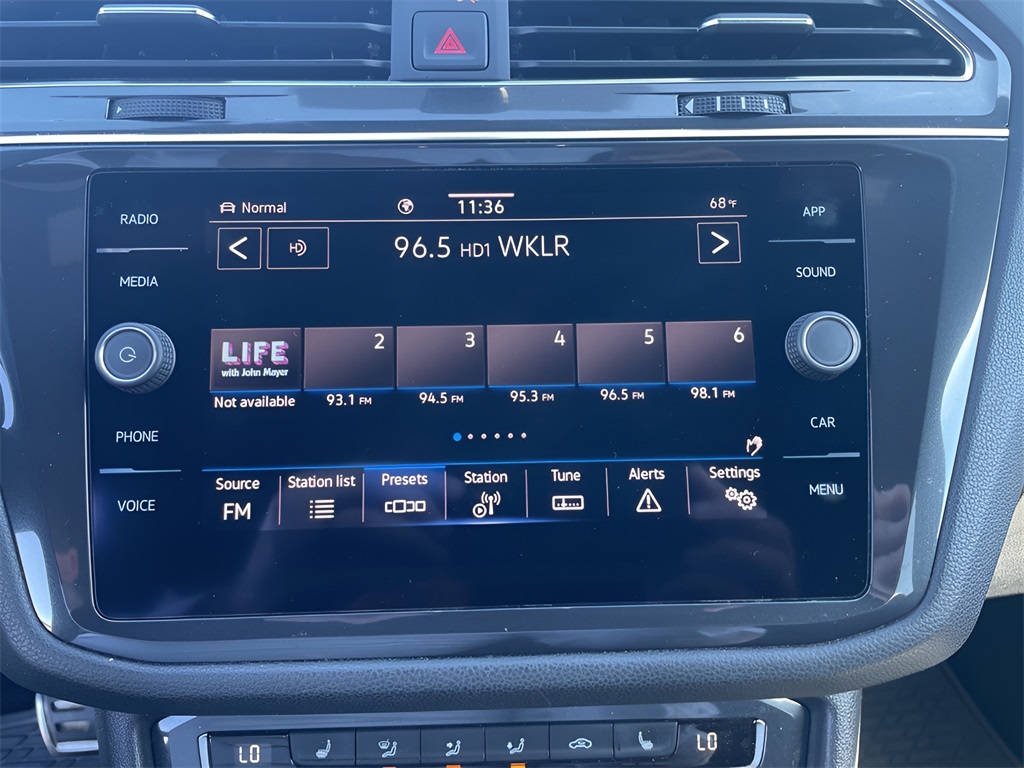 RADIO
MEDIA
PHONE
VOICE
Normal
11:36
68°F
HD
96.5 HD1 WKLR
LIFE
with John Mayer
Not available
2
93.1 FM
3
94.5 FM
4
95.3 FM
5
96.5 FM
6
98.1 FM
Source
FM
Station list
Presets
Station
Tune
Alerts
Settings
APP
SOUND
CAR
MENU
LO
LO